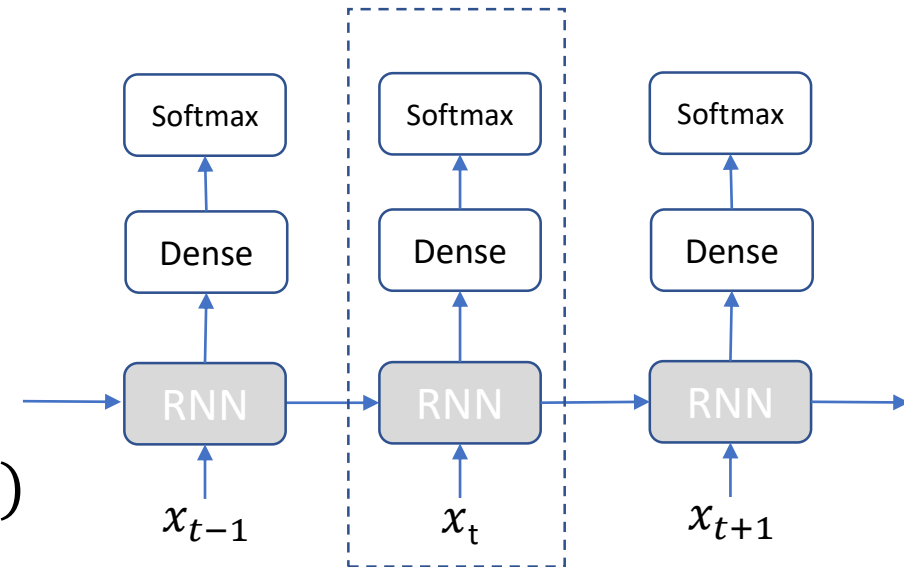 Softmax Softmax Softmax
Dense Dense Dense
RNN RNN RNN
)
x_{t-1} x_t x_{t+1}